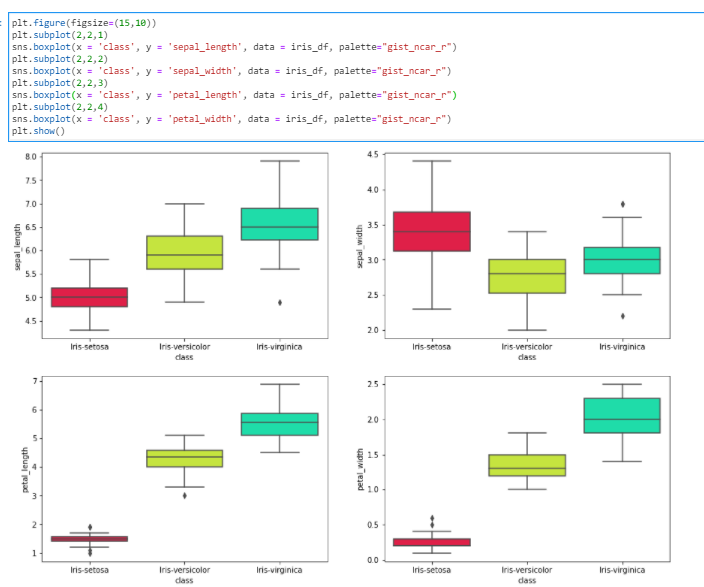 plt.figure(figsize=(15,10))
plt.subplot(2,2,1)
sns.boxplot(x = 'class', y = 'sepal_length', data = iris_df, palette="gist_ncar_r")
plt.subplot(2,2,2)
sns.boxplot(x = 'class', y = 'sepal_width', data = iris_df, palette="gist_ncar_r")
plt.subplot(2,2,3)
sns.boxplot(x = 'class', y = 'petal_length', data = iris_df, palette="gist_ncar_r")
plt.subplot(2,2,4)
sns.boxplot(x = 'class', y = 'petal_width', data = iris_df, palette="gist_ncar_r")
plt.show()
8.0
7.5
7.0
6.5
6.0
5.5
5.0
4.5
sepal_length
Iris-setosa Iris-versicolor Iris-virginica
class
4.5
4.0
3.5
3.0
2.5
2.0
sepal_width
Iris-setosa Iris-versicolor Iris-virginica
class
7
6
5
4
3
2
1
petal_length
Iris-setosa Iris-versicolor Iris-virginica
class
2.5
2.0
1.5
1.0
0.5
0.0
petal_width
Iris-setosa Iris-versicolor Iris-virginica
class